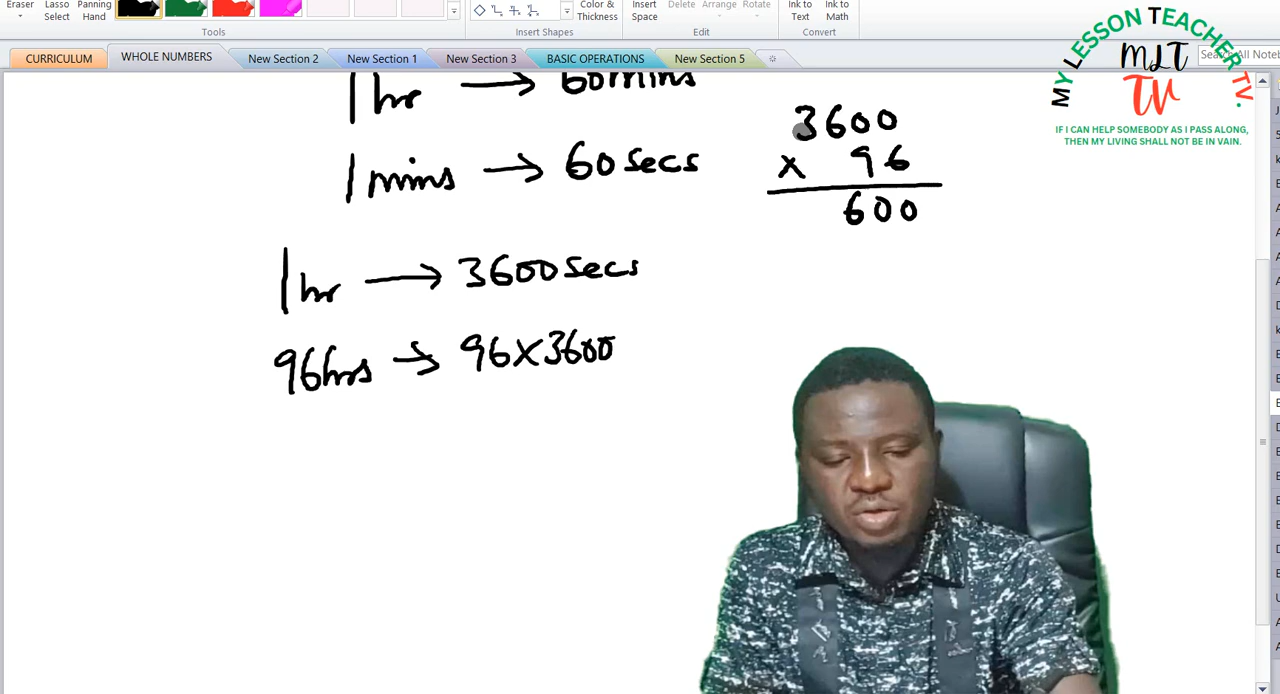 Eraser
Lasso Select
Panning Hand
Color & Thickness
Insert Space
Delete
Arrange
Rotate
Ink to Text
Ink to Math
Tools
Insert Shapes
Edit
Convert
CURRICULUM
WHOLE NUMBERS
New Section 2
New Section 1
New Section 3
BASIC OPERATIONS
New Section 5
Search All Note
MY LESSON TEACHER TV.
MLT
TV
IF I CAN HELP SOMEBODY AS I PASS ALONG,
THEN MY LIVING SHALL NOT BE IN VAIN.
1hr → 60mins
1mins → 60secs
1hr → 3600secs
96hrs → 96X3600
3600
x 96
600